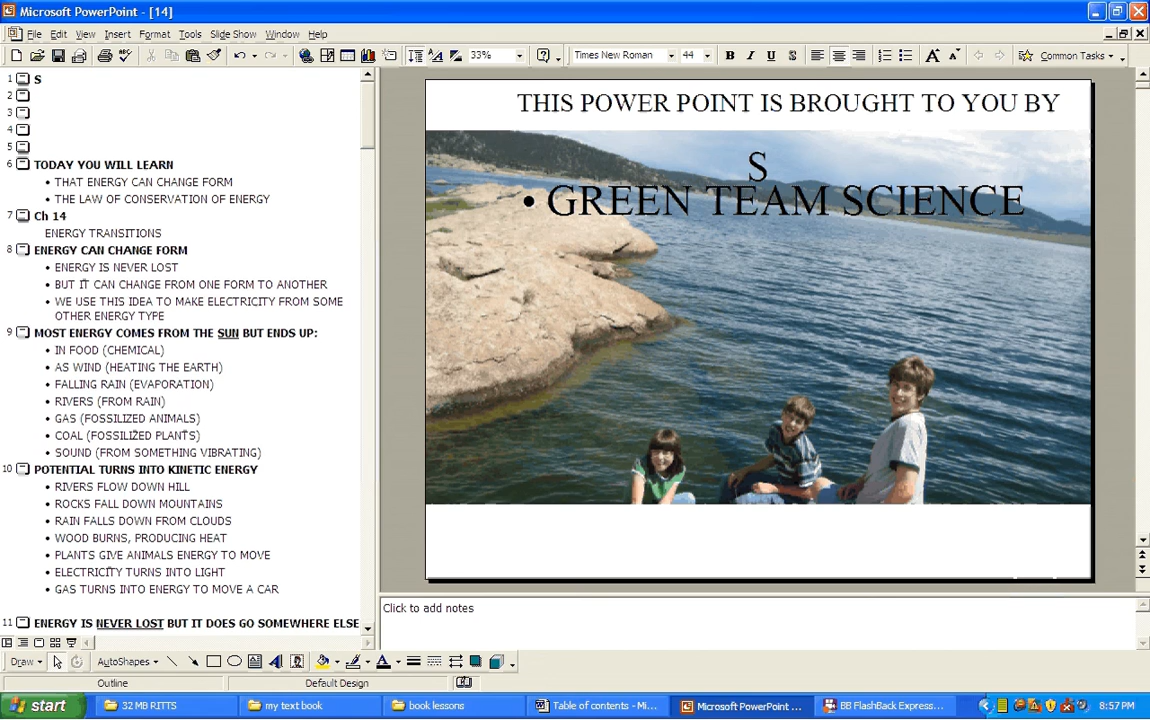 Microsoft PowerPoint - [14]
File Edit View Insert Format Tools Slide Show Window Help
33% Times New Roman 44 B I U S Common Tasks
1 S
2
3
4
5
6 TODAY YOU WILL LEARN
• THAT ENERGY CAN CHANGE FORM
• THE LAW OF CONSERVATION OF ENERGY
7 Ch 14
ENERGY TRANSITIONS
8 ENERGY CAN CHANGE FORM
• ENERGY IS NEVER LOST
• BUT IT CAN CHANGE FROM ONE FORM TO ANOTHER
• WE USE THIS IDEA TO MAKE ELECTRICITY FROM SOME
OTHER ENERGY TYPE
9 MOST ENERGY COMES FROM THE SUN BUT ENDS UP:
• IN FOOD (CHEMICAL)
• AS WIND (HEATING THE EARTH)
• FALLING RAIN (EVAPORATION)
• RIVERS (FROM RAIN)
• GAS (FOSSILIZED ANIMALS)
• COAL (FOSSILIZED PLANTS)
• SOUND (FROM SOMETHING VIBRATING)
10 POTENTIAL TURNS INTO KINETIC ENERGY
• RIVERS FLOW DOWN HILL
• ROCKS FALL DOWN MOUNTAINS
• RAIN FALLS DOWN FROM CLOUDS
• WOOD BURNS, PRODUCING HEAT
• PLANTS GIVE ANIMALS ENERGY TO MOVE
• ELECTRICITY TURNS INTO LIGHT
• GAS TURNS INTO ENERGY TO MOVE A CAR
11 ENERGY IS NEVER LOST BUT IT DOES GO SOMEWHERE ELSE
THIS POWER POINT IS BROUGHT TO YOU BY
S
• GREEN TEAM SCIENCE
Click to add notes
Draw AutoShapes
Outline Default Design
start 32 MB RITTS my text book book lessons Table of contents - Mi... Microsoft PowerPoint ... BB FlashBack Express... 8:57PM